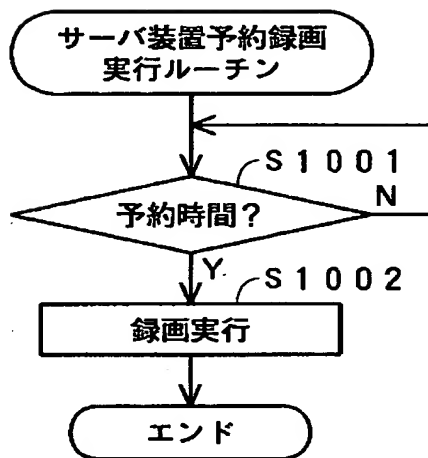 サーバ装置予約録画
実行ルーチン
S1001
予約時間？
N
Y
S1002
録画実行
エンド